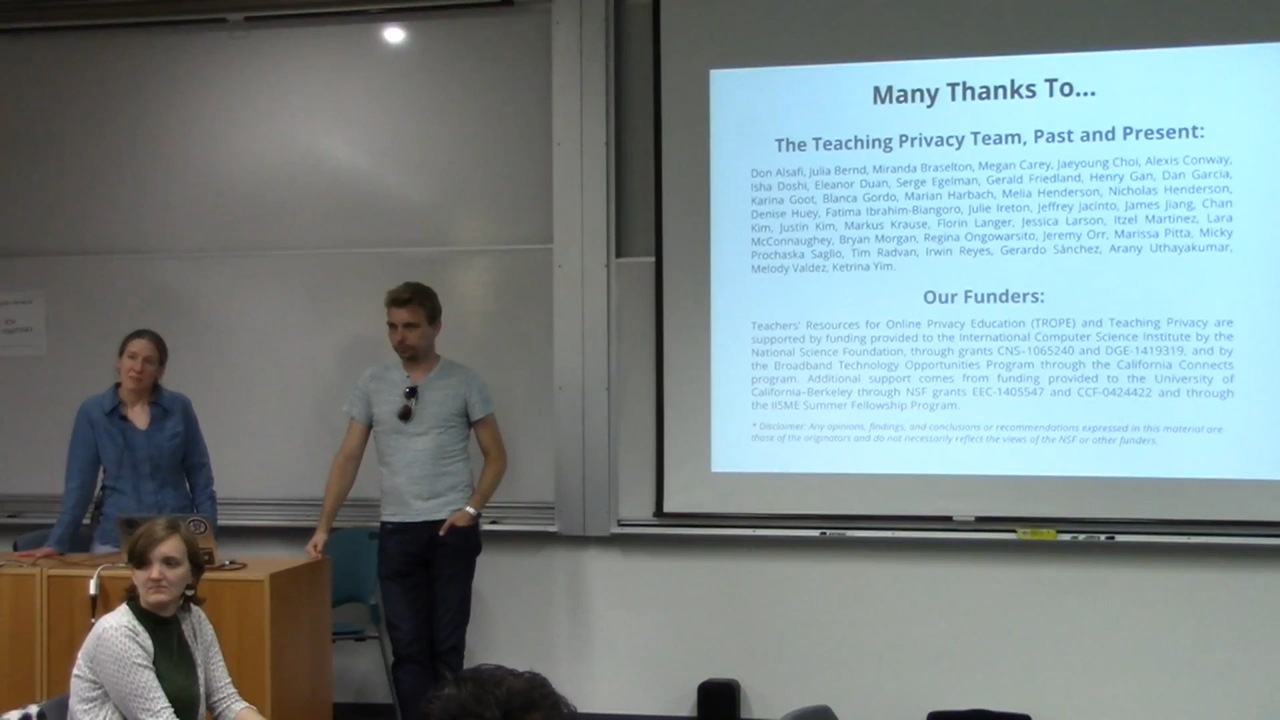 Many Thanks To...
The Teaching Privacy Team, Past and Present:
Don Alsafi, Julia Bernd, Miranda Braselton, Megan Carey, Jaeyoung Choi, Alexis Conway,
Isha Doshi, Eleanor Duan, Serge Egelman, Gerald Friedland, Henry Gan, Dan Garcia,
Karina Goot, Blanca Gordo, Marian Harbach, Melia Henderson, Nicholas Henderson,
Denise Huey, Fatima Ibrahim-Biangoro, Julie Ireton, Jeffrey Jacinto, James Jiang, Chan
Kim, Justin Kim, Markus Krause, Florin Langer, Jessica Larson, Itzel Martinez, Lara
McConnaughey, Bryan Morgan, Regina Ongowarsito, Jeremy Orr, Marissa Pitta, Micky
Prochaska Saglio, Tim Radvan, Irwin Reyes, Gerardo Sánchez, Arany Uthayakumar,
Melody Valdez, Ketrina Yim.
Our Funders:
Teachers' Resources for Online Privacy Education (TROPE) and Teaching Privacy are
supported by funding provided to the International Computer Science Institute by the
National Science Foundation, through grants CNS-1065240 and DGE-1419319, and by
the Broadband Technology Opportunities Program through the California Connects
program. Additional support comes from funding provided to the University of
California–Berkeley through NSF grants EEC-1405547 and CCF-0424422 and through
the IISME Summer Fellowship Program.
* Disclaimer: Any opinions, findings, and conclusions or recommendations expressed in this material are
those of the originators and do not necessarily reflect the views of the NSF or other funders.